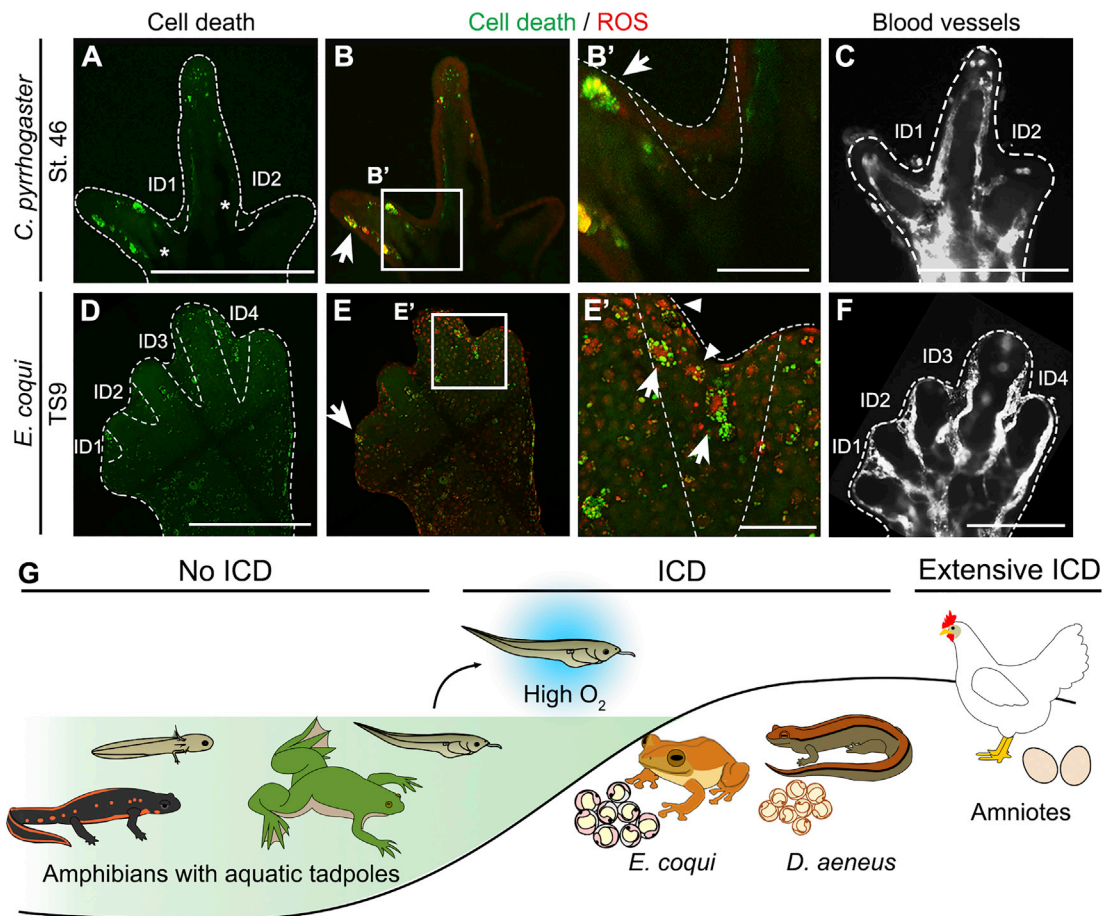 Cell death
Cell death / ROS
Blood vessels
C. pyrrhogaster
St. 46
A
ID1
ID2
*
*
B
B'
B'
C
ID1
ID2
E. coqui
TS9
D
ID4
ID3
ID2
ID1
E
E'
E'
F
ID3
ID4
ID2
ID1
G
No ICD
ICD
Extensive ICD
High O2
Amphibians with aquatic tadpoles
E. coqui
D. aeneus
Amniotes